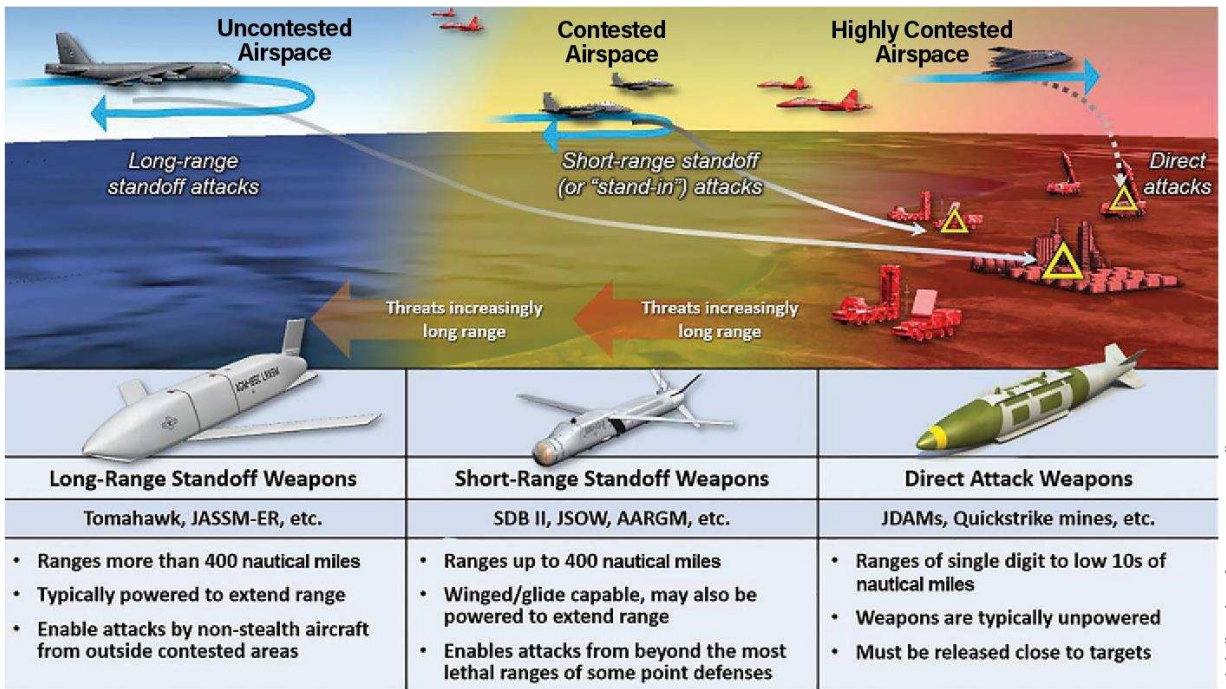 Uncontested
Airspace
Contested
Airspace
Highly Contested
Airspace
Long-range
standoff attacks
Short-range standoff
(or “stand-in”) attacks
Direct
attacks
Threats increasingly
long range
Threats increasingly
long range
Long-Range Standoff Weapons
Short-Range Standoff Weapons
Direct Attack Weapons
Tomahawk, JASSM-ER, etc.
SDB II, JSOW, AARGM, etc.
JDAMs, Quickstrike mines, etc.
• Ranges more than 400 nautical miles
• Typically powered to extend range
• Enable attacks by non-stealth aircraft
from outside contested areas
• Ranges up to 400 nautical miles
• Winged/glide capable, may also be
powered to extend range
• Enables attacks from beyond the most
lethal ranges of some point defenses
• Ranges of single digit to low 10s of
nautical miles
• Weapons are typically unpowered
• Must be released close to targets